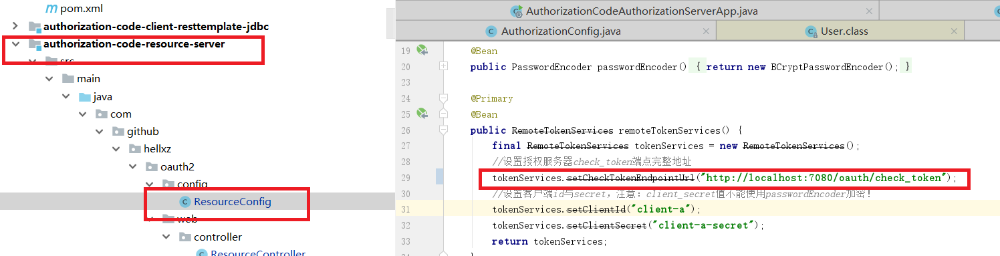 pom.xml
authorization-code-client-resttemplate-jdbc
authorization-code-resource-server
src
main
java
com
github
hellxz
oauth2
config
ResourceConfig
web
controller
ResourceController
AuthorizationCodeAuthorizationServerApp.java
AuthorizationConfig.java
User.class
19 @Bean
20 public PasswordEncoder passwordEncoder() { return new BCryptPasswordEncoder(); }
23
24 @Primary
25 @Bean
26 public RemoteTokenServices remoteTokenServices() {
27 final RemoteTokenServices tokenServices = new RemoteTokenServices();
28 //设置授权服务器check_token端点完整地址
29 tokenServices.setCheckTokenEndpointUrl("http://localhost:7080/oauth/check_token");
30 //设置客户端id与secret，注意：client_secret值不能使用passwordEncoder加密！
31 tokenServices.setClientId("client-a");
32 tokenServices.setClientSecret("client-a-secret");
33 return tokenServices;